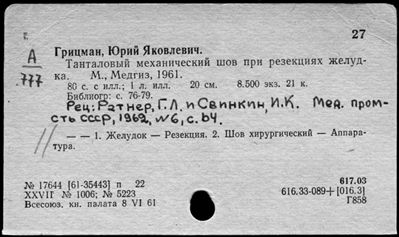 27
А
777
Грицман, Юрий Яковлевич.
Танталовый механический шов при резекциях желуд-
ка. М., Медгиз, 1961.
80 с. с илл.; 1 л. илл. 20 см. 8.500 экз. 21 к.
Библиогр: с. 76-79.
Рец: Ратнер, Г.Л. и Свинкин, И.К. Мед. пром-
сть СССР, 1962, №6, с. 64.
— — 1. Желудок — Резекция. 2. Шов хирургический — Аппара-
тура.
№ 17644 [61-35443] п 22
XXVII № 1006; № 5223
Всесоюз. кн. палата 8 VI 61
617.03
616.33-089+[016.3]
Г858